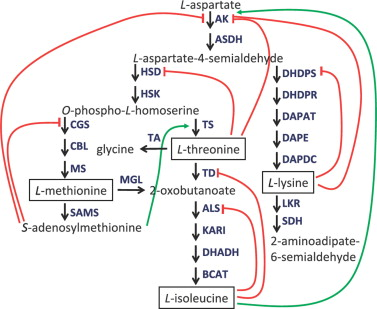 L-aspartate
AK
ASDH
L-aspartate-4-semialdehyde
HSD
DHDPS
HSK
DHDPR
O-phospho-L-homoserine
CGS
TS
DAPAT
TA
CBL
glycine
L-threonine
DAPE
MS
TD
DAPDC
MGL
L-methionine
2-oxobutanoate
L-lysine
SAMS
ALS
LKR
S-adenosylmethionine
KARI
SDH
DHADH
2-aminoadipate-
6-semialdehyde
BCAT
L-isoleucine